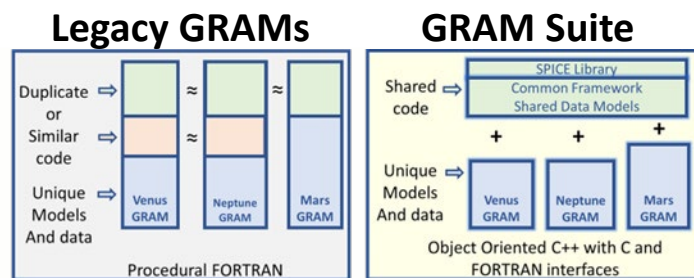 Legacy GRAMs
Duplicate
or
Similar
code
≈
≈
≈
Unique
Models
And data
Venus
GRAM
Neptune
GRAM
Mars
GRAM
Procedural FORTRAN
GRAM Suite
Shared
code
SPICE Library
Common Framework
Shared Data Models
+
+
+
Unique
Models
And data
Venus
GRAM
Neptune
GRAM
Mars
GRAM
Object Oriented C++ with C and
FORTRAN interfaces